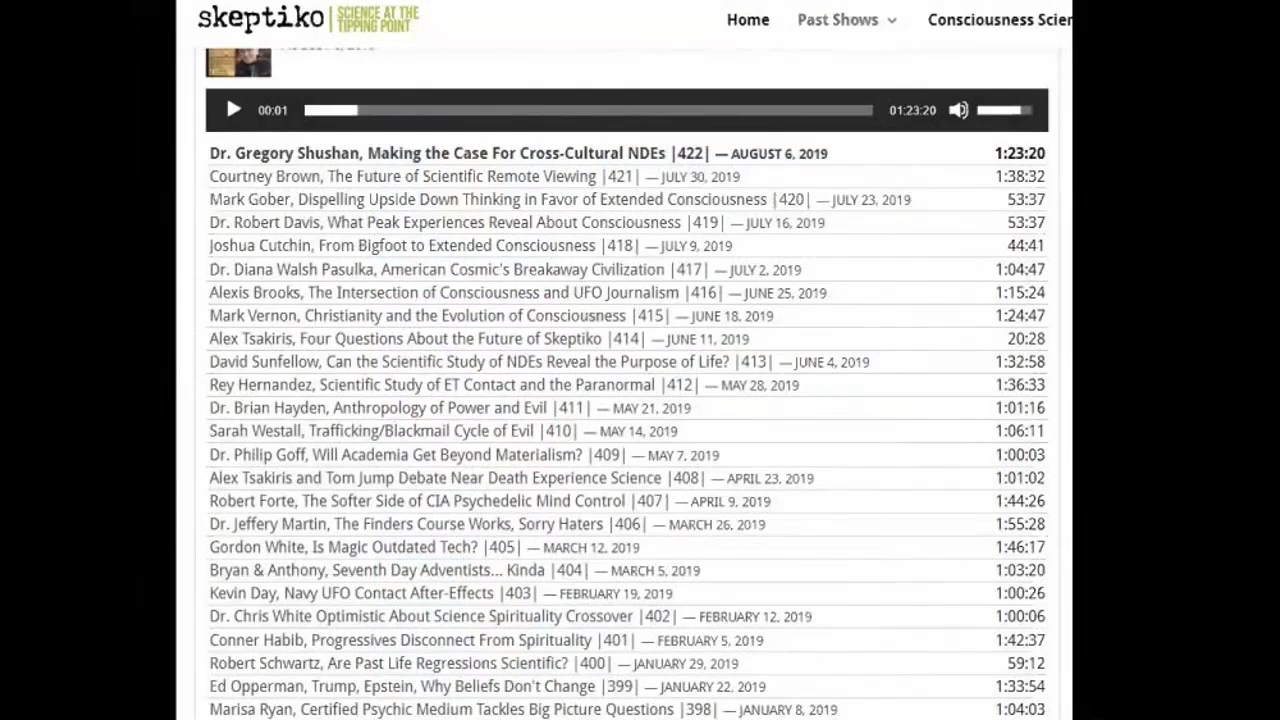 skeptiko | SCIENCE AT THE TIPPING POINT
Home Past Shows Consciousness Scien
00:01 01:23:20
Dr. Gregory Shushan, Making the Case For Cross-Cultural NDEs |422| — AUGUST 6, 2019 1:23:20
Courtney Brown, The Future of Scientific Remote Viewing |421| — JULY 30, 2019 1:38:32
Mark Gober, Dispelling Upside Down Thinking in Favor of Extended Consciousness |420| — JULY 23, 2019 53:37
Dr. Robert Davis, What Peak Experiences Reveal About Consciousness |419| — JULY 16, 2019 53:37
Joshua Cutchin, From Bigfoot to Extended Consciousness |418| — JULY 9, 2019 44:41
Dr. Diana Walsh Pasulka, American Cosmic's Breakaway Civilization |417| — JULY 2, 2019 1:04:47
Alexis Brooks, The Intersection of Consciousness and UFO Journalism |416| — JUNE 25, 2019 1:15:24
Mark Vernon, Christianity and the Evolution of Consciousness |415| — JUNE 18, 2019 1:24:47
Alex Tsakiris, Four Questions About the Future of Skeptiko |414| — JUNE 11, 2019 20:28
David Sunfellow, Can the Scientific Study of NDEs Reveal the Purpose of Life? |413| — JUNE 4, 2019 1:32:58
Rey Hernandez, Scientific Study of ET Contact and the Paranormal |412| — MAY 28, 2019 1:36:33
Dr. Brian Hayden, Anthropology of Power and Evil |411| — MAY 21, 2019 1:01:16
Sarah Westall, Trafficking/Blackmail Cycle of Evil |410| — MAY 14, 2019 1:06:11
Dr. Philip Goff, Will Academia Get Beyond Materialism? |409| — MAY 7, 2019 1:00:03
Alex Tsakiris and Tom Jump Debate Near Death Experience Science |408| — APRIL 23, 2019 1:01:02
Robert Forte, The Softer Side of CIA Psychedelic Mind Control |407| — APRIL 9, 2019 1:44:26
Dr. Jeffery Martin, The Finders Course Works, Sorry Haters |406| — MARCH 26, 2019 1:55:28
Gordon White, Is Magic Outdated Tech? |405| — MARCH 12, 2019 1:46:17
Bryan & Anthony, Seventh Day Adventists... Kinda |404| — MARCH 5, 2019 1:03:20
Kevin Day, Navy UFO Contact After-Effects |403| — FEBRUARY 19, 2019 1:00:26
Dr. Chris White Optimistic About Science Spirituality Crossover |402| — FEBRUARY 12, 2019 1:00:06
Conner Habib, Progressives Disconnect From Spirituality |401| — FEBRUARY 5, 2019 1:42:37
Robert Schwartz, Are Past Life Regressions Scientific? |400| — JANUARY 29, 2019 59:12
Ed Opperman, Trump, Epstein, Why Beliefs Don't Change |399| — JANUARY 22, 2019 1:33:54
Marisa Ryan, Certified Psychic Medium Tackles Big Picture Questions |398| — JANUARY 8, 2019 1:04:03